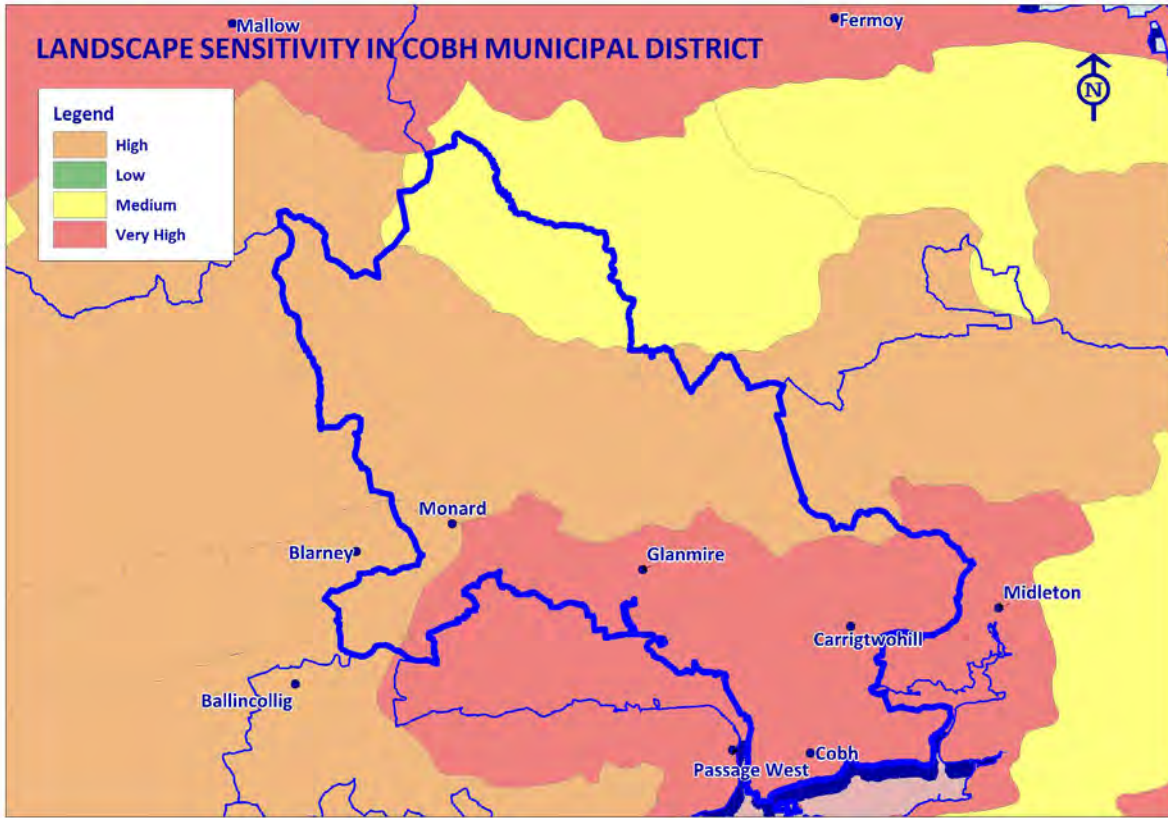 Mallow
Fermoy
LANDSCAPE SENSITIVITY IN COBH MUNICIPAL DISTRICT
N
Legend
High
Low
Medium
Very High
Monard
Blarney
Glanmire
Midleton
Carrigtwohill
Ballincollig
Passage West
Cobh